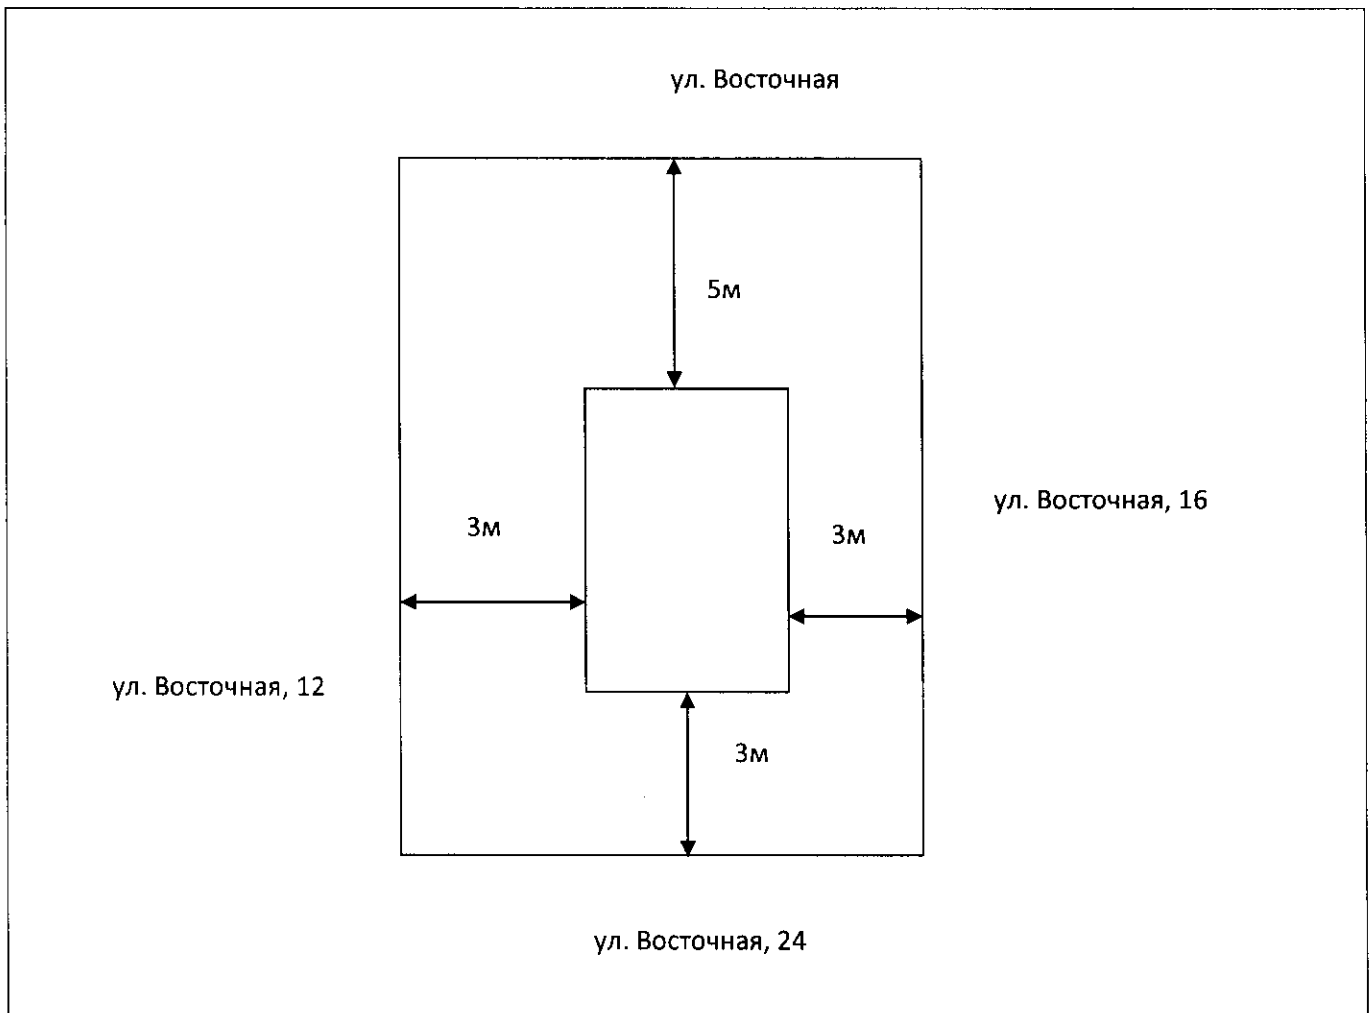 ул. Восточная
5м
ул. Восточная, 16
3м
3м
ул. Восточная, 12
3м
ул. Восточная, 24